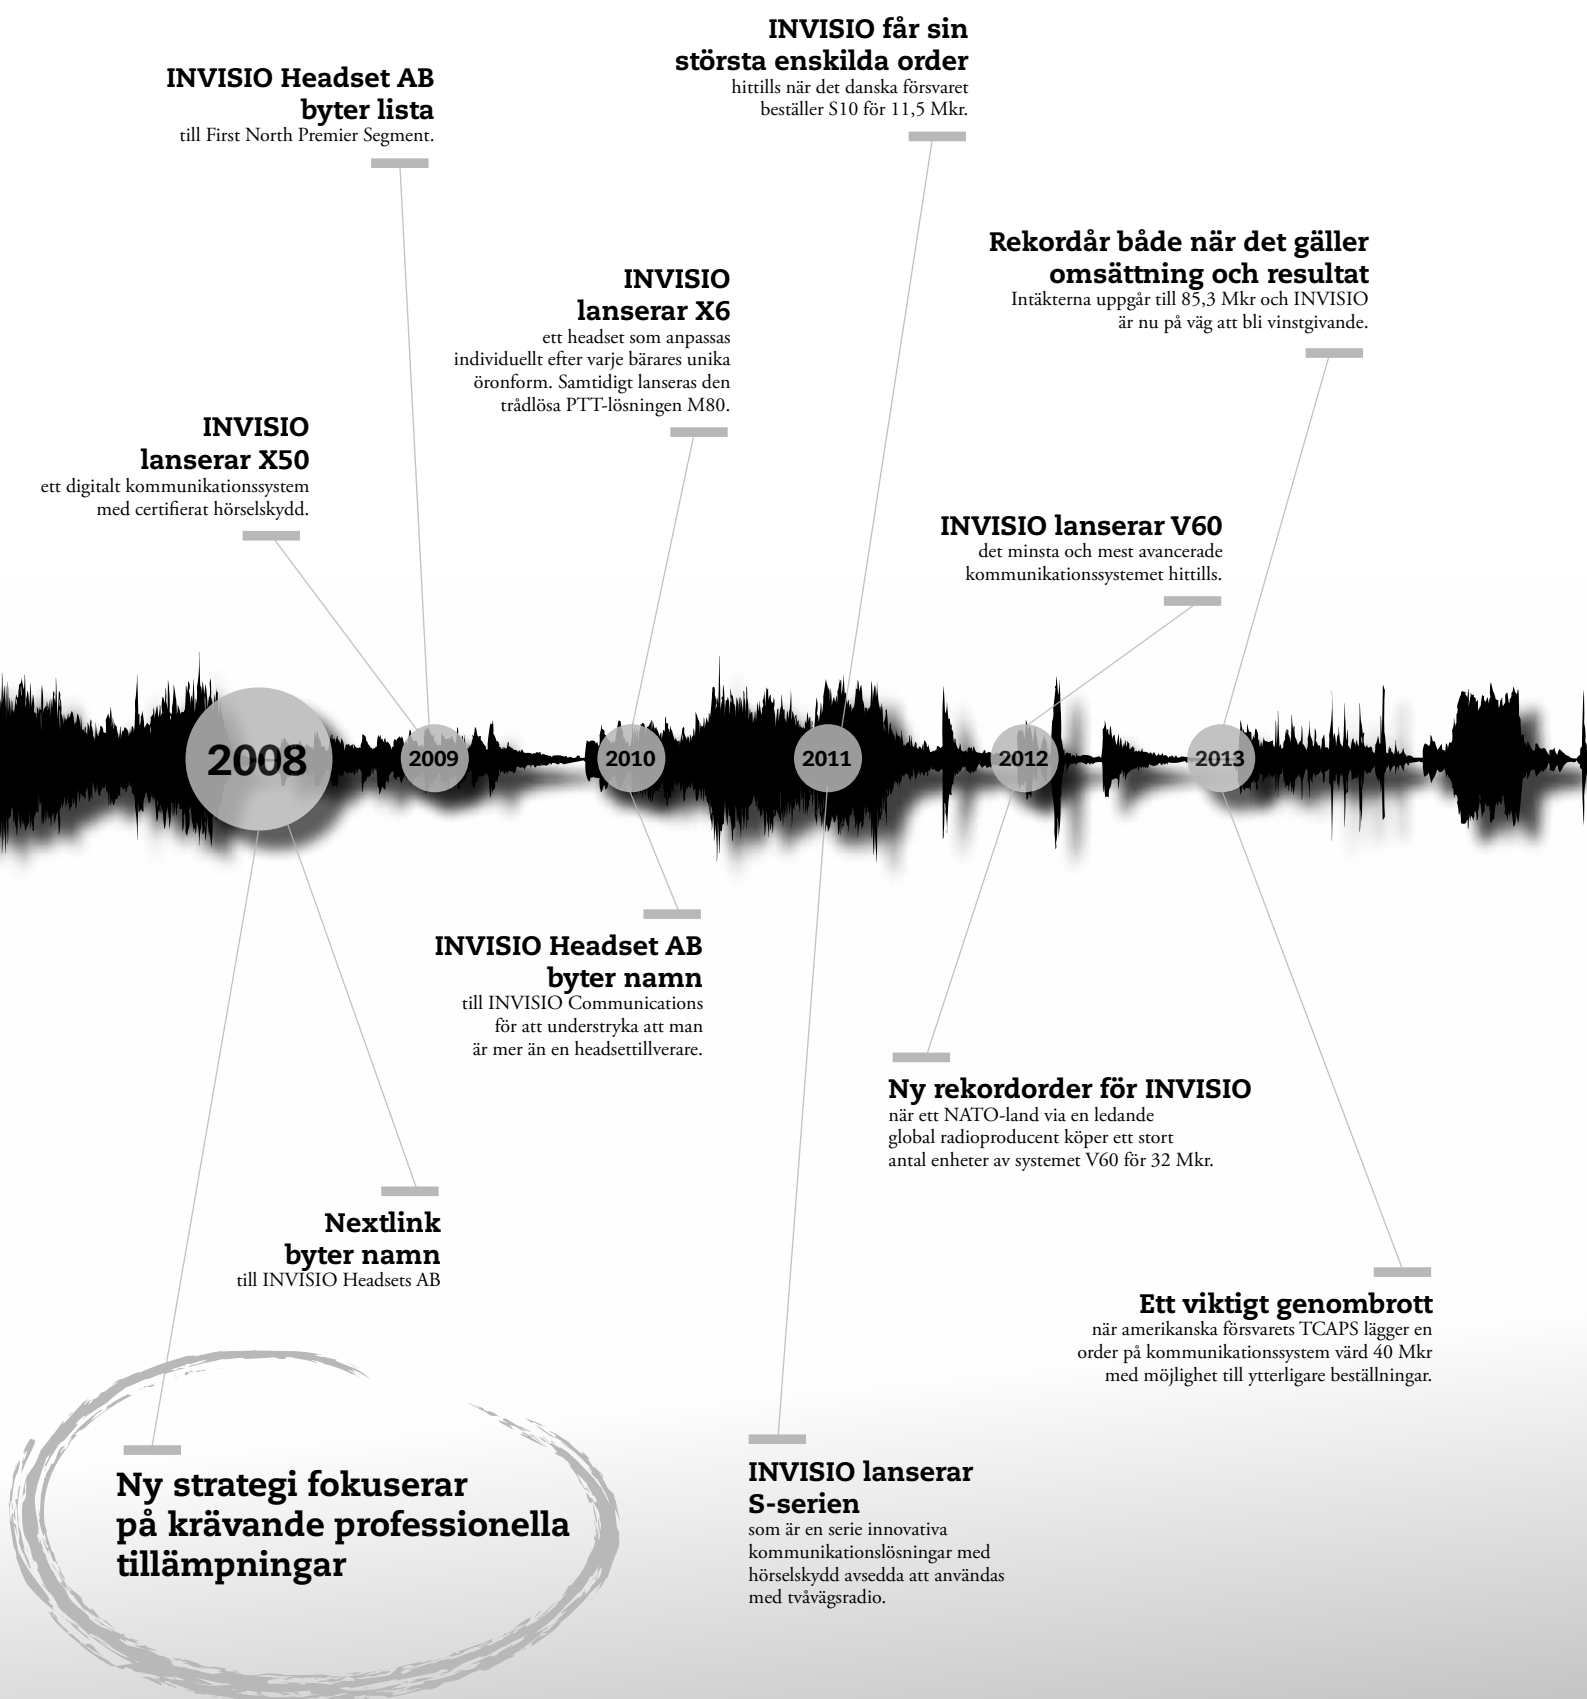 INVISIO får sin
största enskilda order
hittills när det danska försvaret
beställer S10 för 11,5 Mkr.
INVISIO Headset AB
byter lista
till First North Premier Segment.
Rekordår både när det gäller
omsättning och resultat
Intäkterna uppgår till 85,3 Mkr och INVISIO
är nu på väg att bli vinstgivande.
INVISIO
lanserar X6
ett headset som anpassas
individuellt efter varje bärares unika
öronform. Samtidigt lanseras den
trådlösa PTT-lösningen M80.
INVISIO
lanserar X50
ett digitalt kommunikationssystem
med certifierat hörselskydd.
INVISIO lanserar V60
det minsta och mest avancerade
kommunikationssystemet hittills.
2008
2009
2010
2011
2012
2013
INVISIO Headset AB
byter namn
till INVISIO Communications
för att understryka att man
är mer än en headsettillverare.
Ny rekordorder för INVISIO
när ett NATO-land via en ledande
global radioproducent köper ett stort
antal enheter av systemet V60 för 32 Mkr.
Nextlink
byter namn
till INVISIO Headsets AB
Ett viktigt genombrott
när amerikanska försvarets TCAPS lägger en
order på kommunikationssystem värd 40 Mkr
med möjlighet till ytterligare beställningar.
Ny strategi fokuserar
på krävande professionella
tillämpningar
INVISIO lanserar
S-serien
som är en serie innovativa
kommunikationslösningar med
hörselskydd avsedda att användas
med tvåvägsradio.